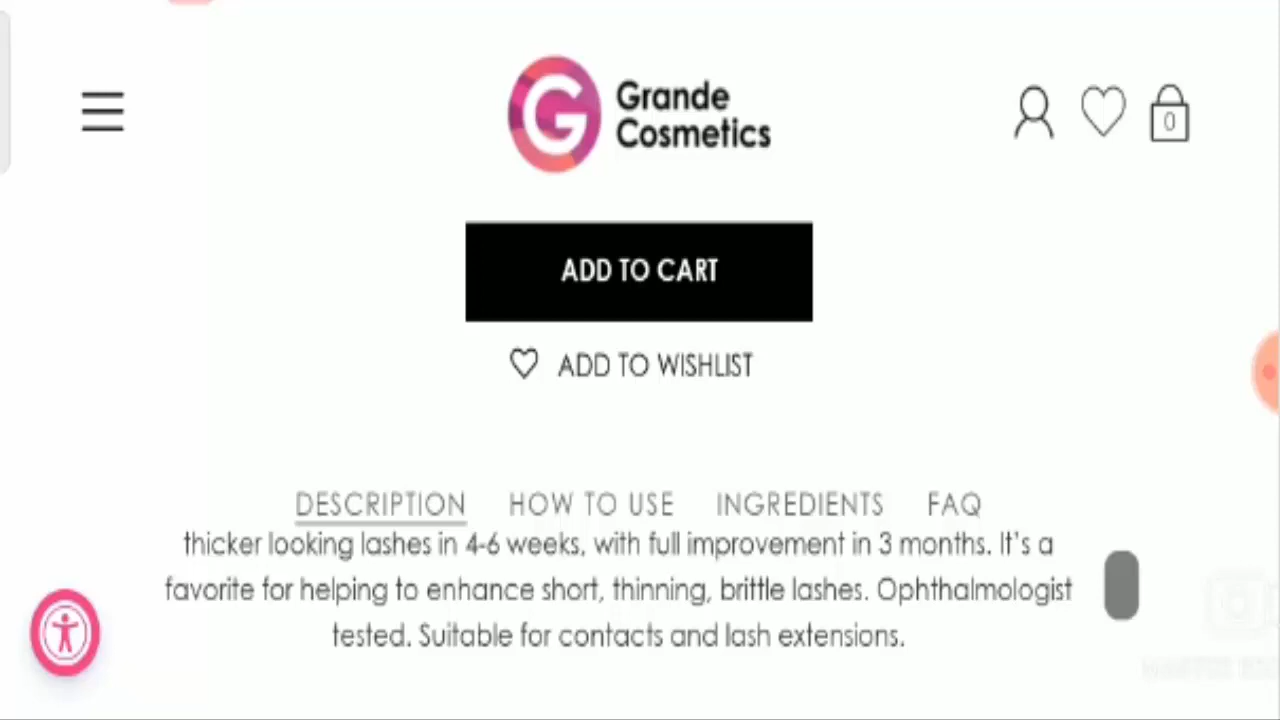 Grande
Cosmetics
0
ADD TO CART
ADD TO WISHLIST
DESCRIPTION HOW TO USE INGREDIENTS FAQ
thicker looking lashes in 4-6 weeks, with full improvement in 3 months. It's a
favorite for helping to enhance short, thinning, brittle lashes. Ophthalmologist
tested. Suitable for contacts and lash extensions.